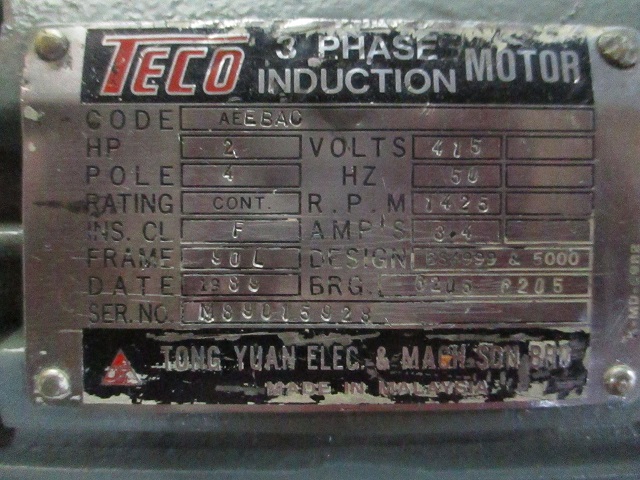 TECO 3 PHASE INDUCTION MOTOR
CODE AEEBAC
HP 2 VOLTS 415
POLE 4 HZ 50
RATING CONT. R.P.M 1425
INS. CL F AMP'S 3.4
FRAME 90L DESIGN & 5000
DATE 1989 BRG. 6205 6205
SER.NO.
TONG YUAN ELEC. & MACH SDN BHD
MADE IN MALAYSIA